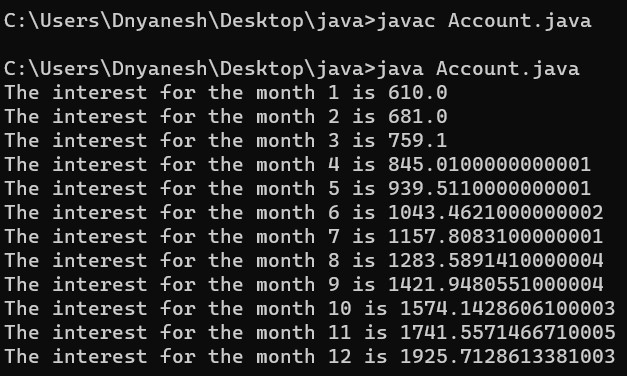 C:\Users\Dnyanesh\Desktop\java>javac Account.java
C:\Users\Dnyanesh\Desktop\java>java Account.java
The interest for the month 1 is 610.0
The interest for the month 2 is 681.0
The interest for the month 3 is 759.1
The interest for the month 4 is 845.0100000000001
The interest for the month 5 is 939.5110000000001
The interest for the month 6 is 1043.4621000000002
The interest for the month 7 is 1157.8083100000001
The interest for the month 8 is 1283.5891410000004
The interest for the month 9 is 1421.9480551000004
The interest for the month 10 is 1574.1428606100003
The interest for the month 11 is 1741.5571466710005
The interest for the month 12 is 1925.7128613381003